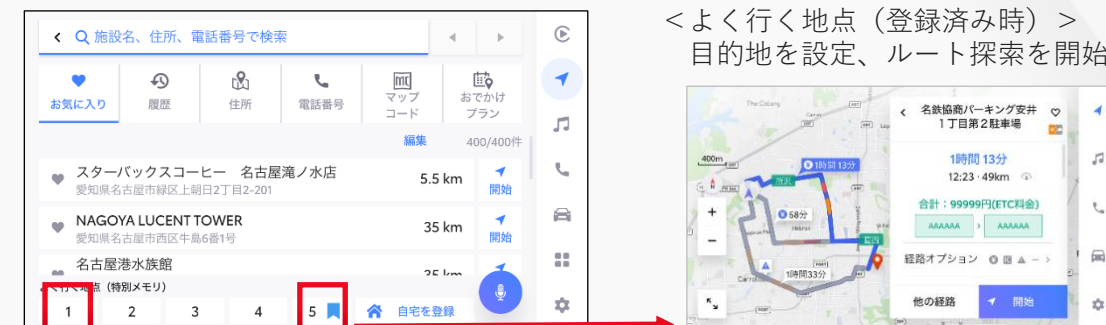 ＜よく行く地点（登録済み時）＞
目的地を設定、ルート探索を開始
施設名、住所、電話番号で検索
お気に入り
履歴
住所
電話番号
マップ
コード
おでかけ
プラン
編集 400/400件
スターバックスコーヒー 名古屋滝ノ水店
愛知県名古屋市緑区上朝日2丁目2-201
5.5 km
開始
NAGOYA LUCENT TOWER
愛知県名古屋市西区牛島6番1号
35 km
開始
名古屋港水族館
35 km
よく行く地点（特別メモリ）
1 2 3 4 5 自宅を登録
The Colony
400m
N
1時間 13分
58分
1時間33分
Hebron
名鉄協商パーキング安井
1丁目第2駐車場
1時間 13分
12:23・49km
合計：99999円(ETC料金)
AAAAAA > AAAAAA
経路オプション
他の経路 開始